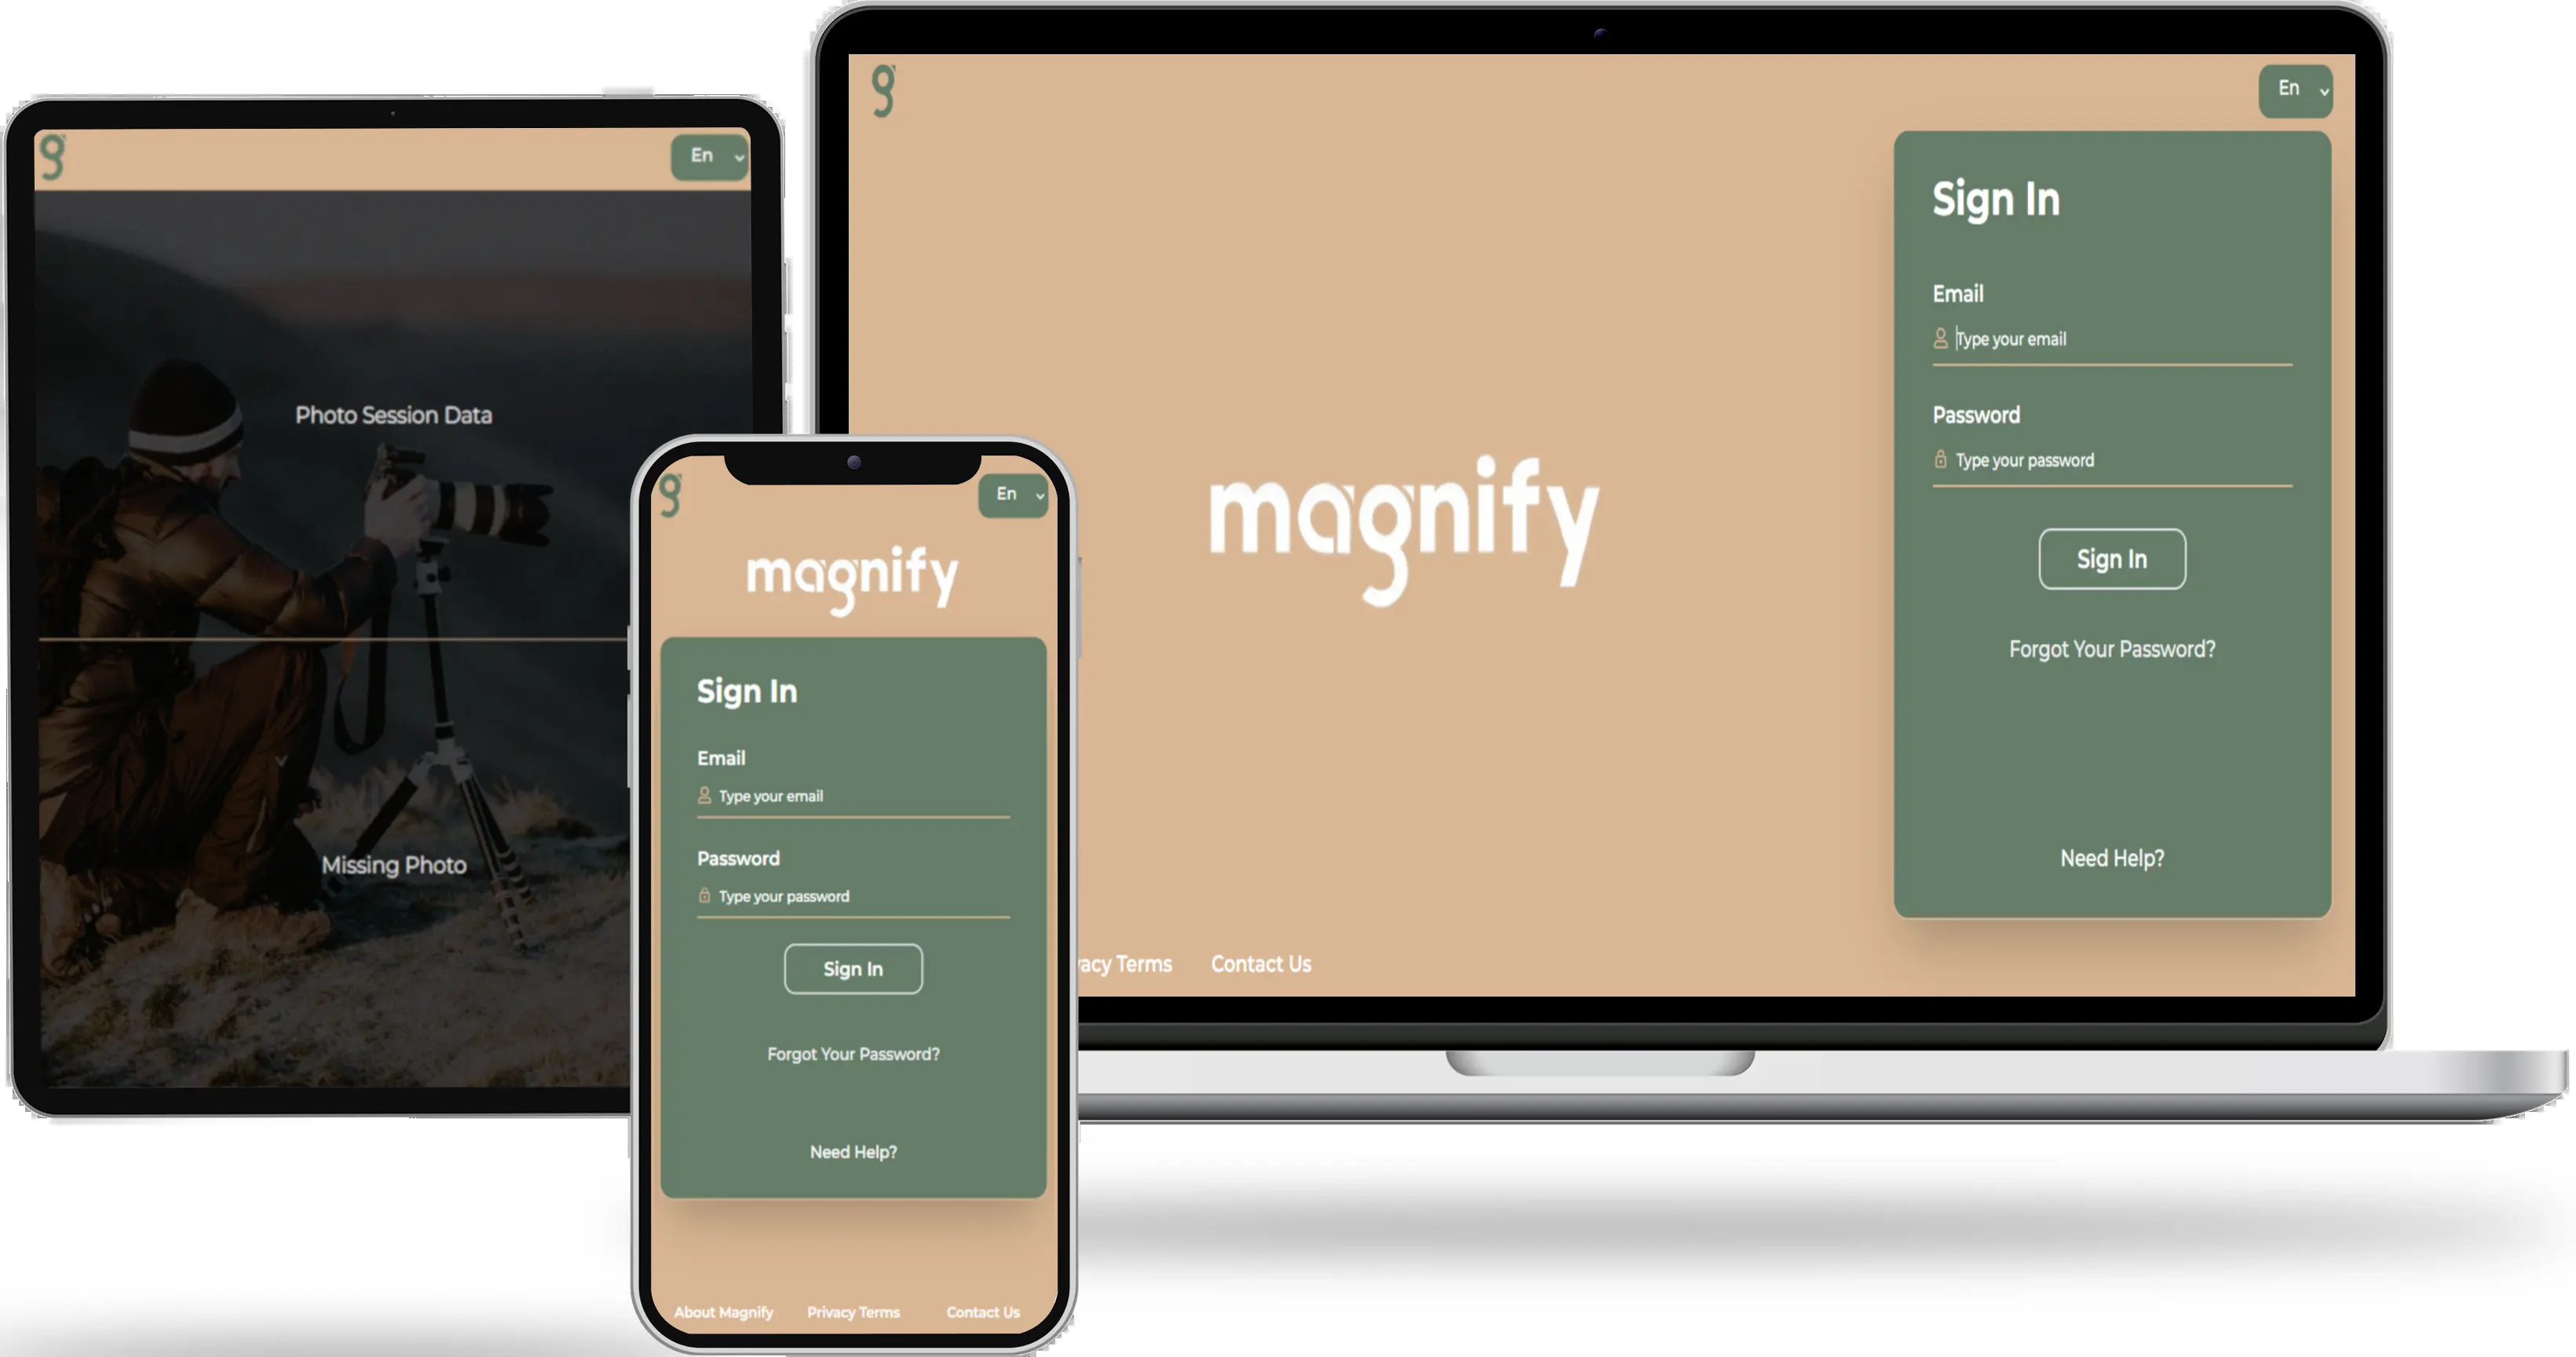 g
En
Photo Session Data
Missing Photo
g
En
magnify
Sign In
Email
Type your email
Password
Type your password
Sign In
Forgot Your Password?
Need Help?
About Magnify
Privacy Terms
Contact Us
g
En
magnify
Sign In
Email
Type your email
Password
Type your password
Sign In
Forgot Your Password?
Need Help?
Terms
Contact Us